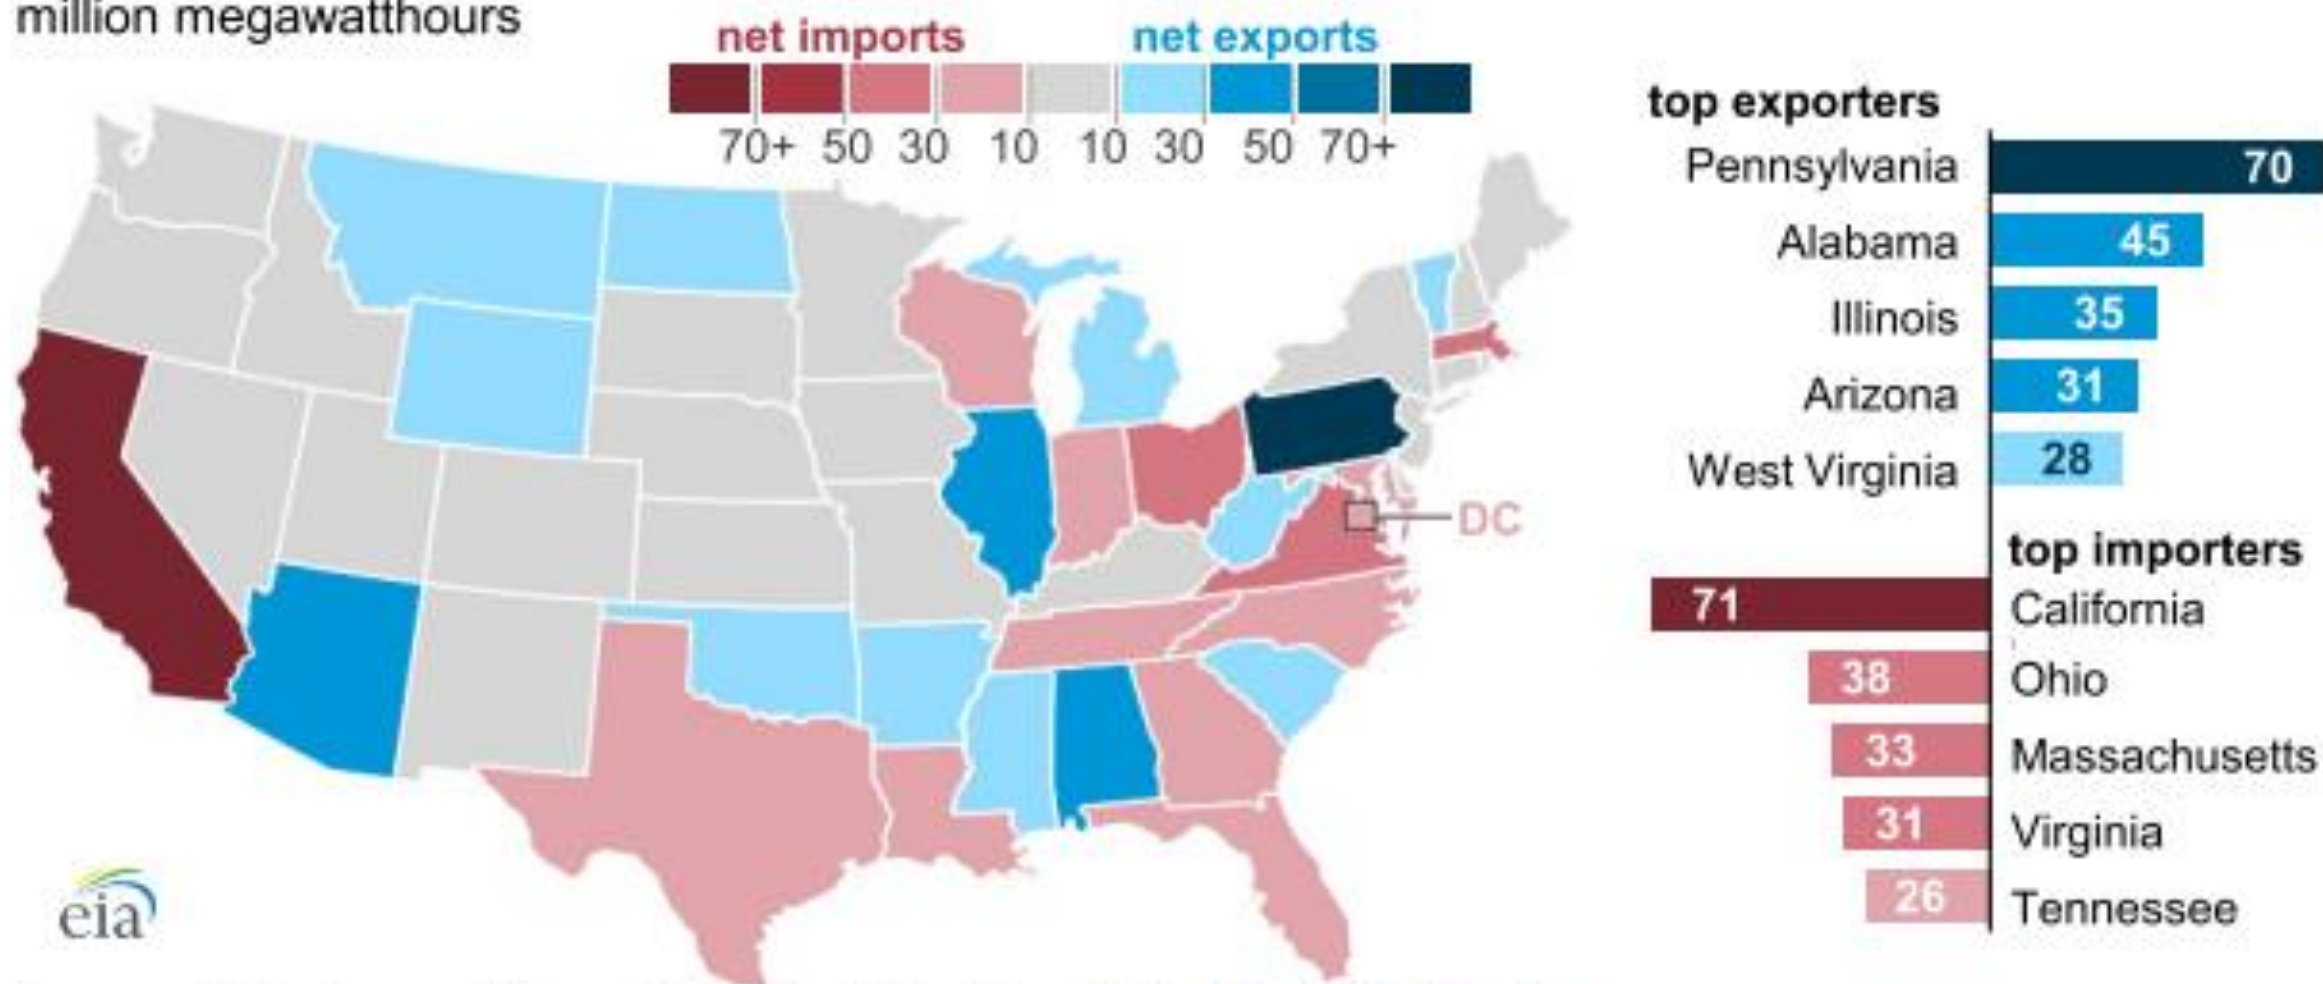 million megawatthours
net imports net exports
70+ 50 30 10 10 30 50 70+
top exporters
Pennsylvania 70
Alabama 45
Illinois 35
Arizona 31
West Virginia 28
DC
top importers
71 California
38 Ohio
33 Massachusetts
31 Virginia
26 Tennessee
eia